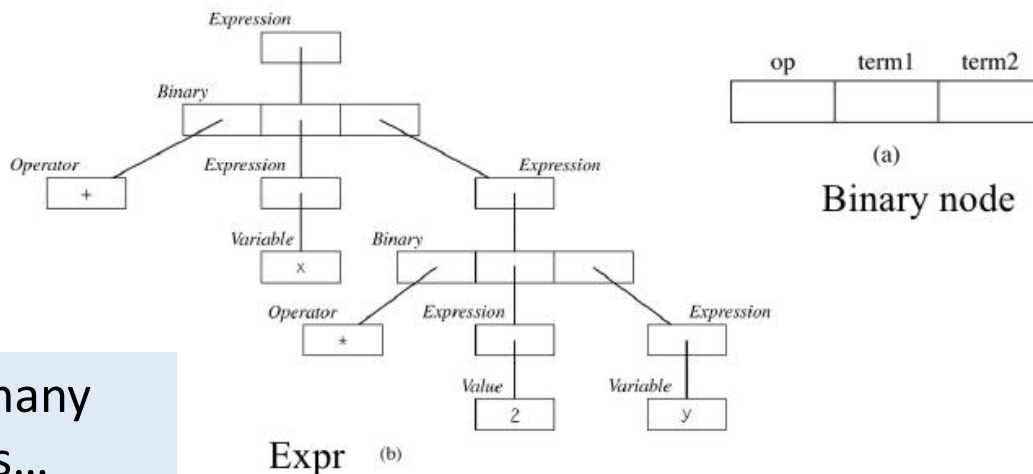 Expression
op term1 term2
Binary
Operator Expression Expression
(a)
+
Binary node
Variable Binary
x
Operator Expression Expression
*
Value Variable
2 y
s...
Expr (b)